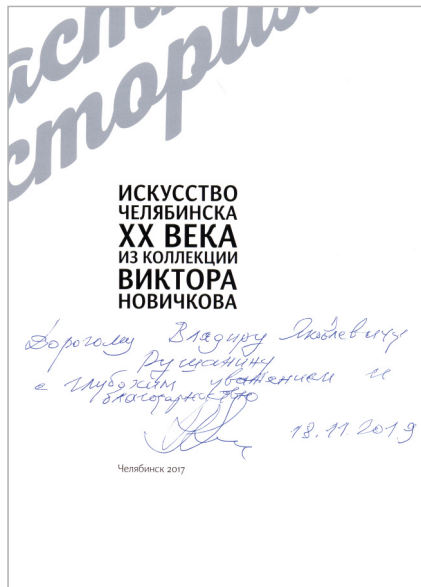 история
ИСКУССТВО
ЧЕЛЯБИНСКА
XX ВЕКА
ИЗ КОЛЛЕКЦИИ
ВИКТОРА
НОВИЧКОВА
Дорогому Владиру Яковлевичу
Рушанину
с глубоким уважением и
благодарностью
18.11.2019
Челябинск 2017